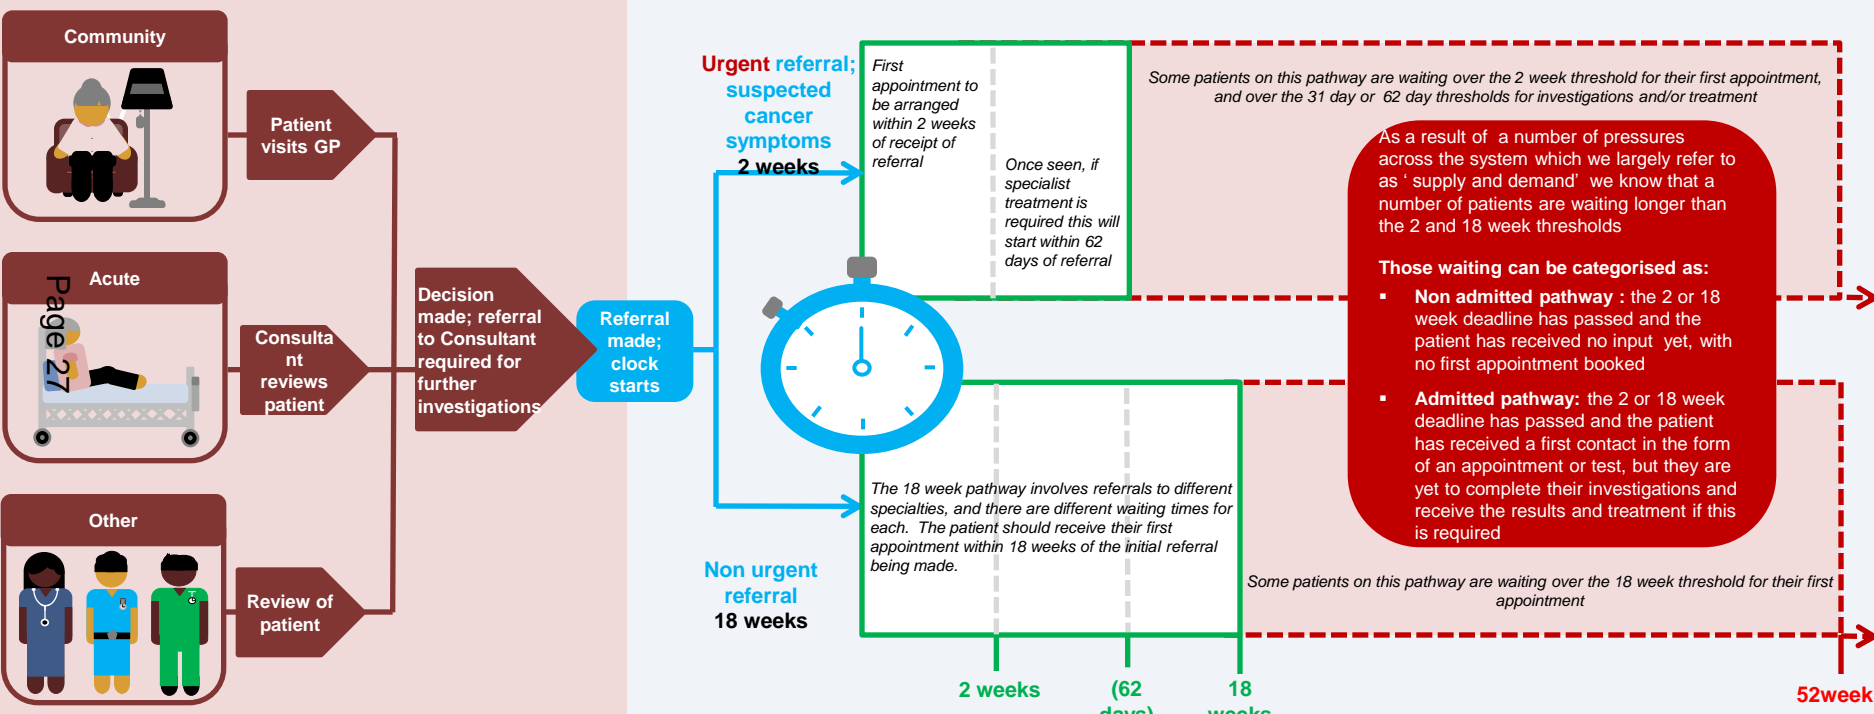 Community
Patient
visits GP
Acute
Page 27
Consulta
nt
reviews
patient
Other
Review of
patient
Decision
made; referral
to Consultant
required for
further
investigations
Referral
made;
clock
starts
Urgent referral;
suspected
cancer
symptoms
2 weeks
First
appointment to
be arranged
within 2 weeks
of receipt of
referral
Once seen, if
specialist
treatment is
required this will
start within 62
days of referral
Some patients on this pathway are waiting over the 2 week threshold for their first appointment,
and over the 31 day or 62 day thresholds for investigations and/or treatment
As a result of a number of pressures
across the system which we largely refer to
as ‘ supply and demand’ we know that a
number of patients are waiting longer than
the 2 and 18 week thresholds
Those waiting can be categorised as:
▪ Non admitted pathway : the 2 or 18
week deadline has passed and the
patient has received no input yet, with
no first appointment booked
▪ Admitted pathway: the 2 or 18 week
deadline has passed and the patient
has received a first contact in the form
of an appointment or test, but they are
yet to complete their investigations and
receive the results and treatment if this
is required
Non urgent
referral
18 weeks
The 18 week pathway involves referrals to different
specialties, and there are different waiting times for
each. The patient should receive their first
appointment within 18 weeks of the initial referral
being made.
Some patients on this pathway are waiting over the 18 week threshold for their first
appointment
2 weeks
(62
days)
18
weeks
52week